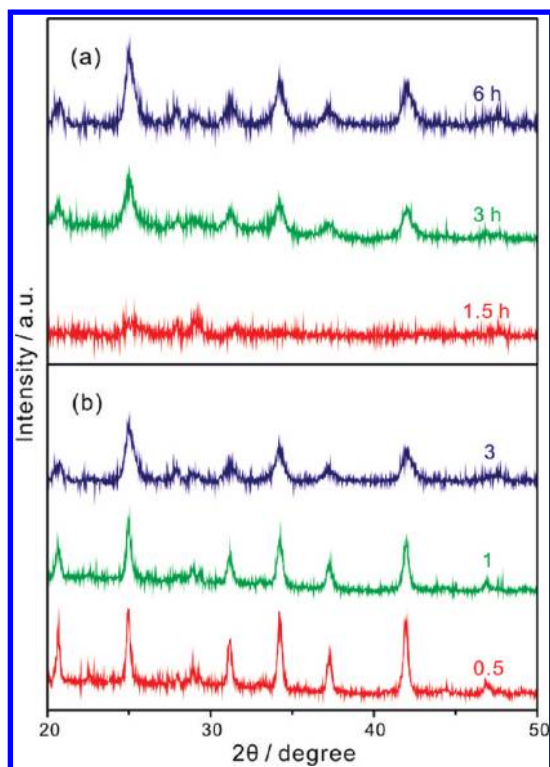 (a)
6 h
3 h
1.5 h
Intensity / a.u.
(b)
3
1
0.5
20 30 40 50
2θ / degree